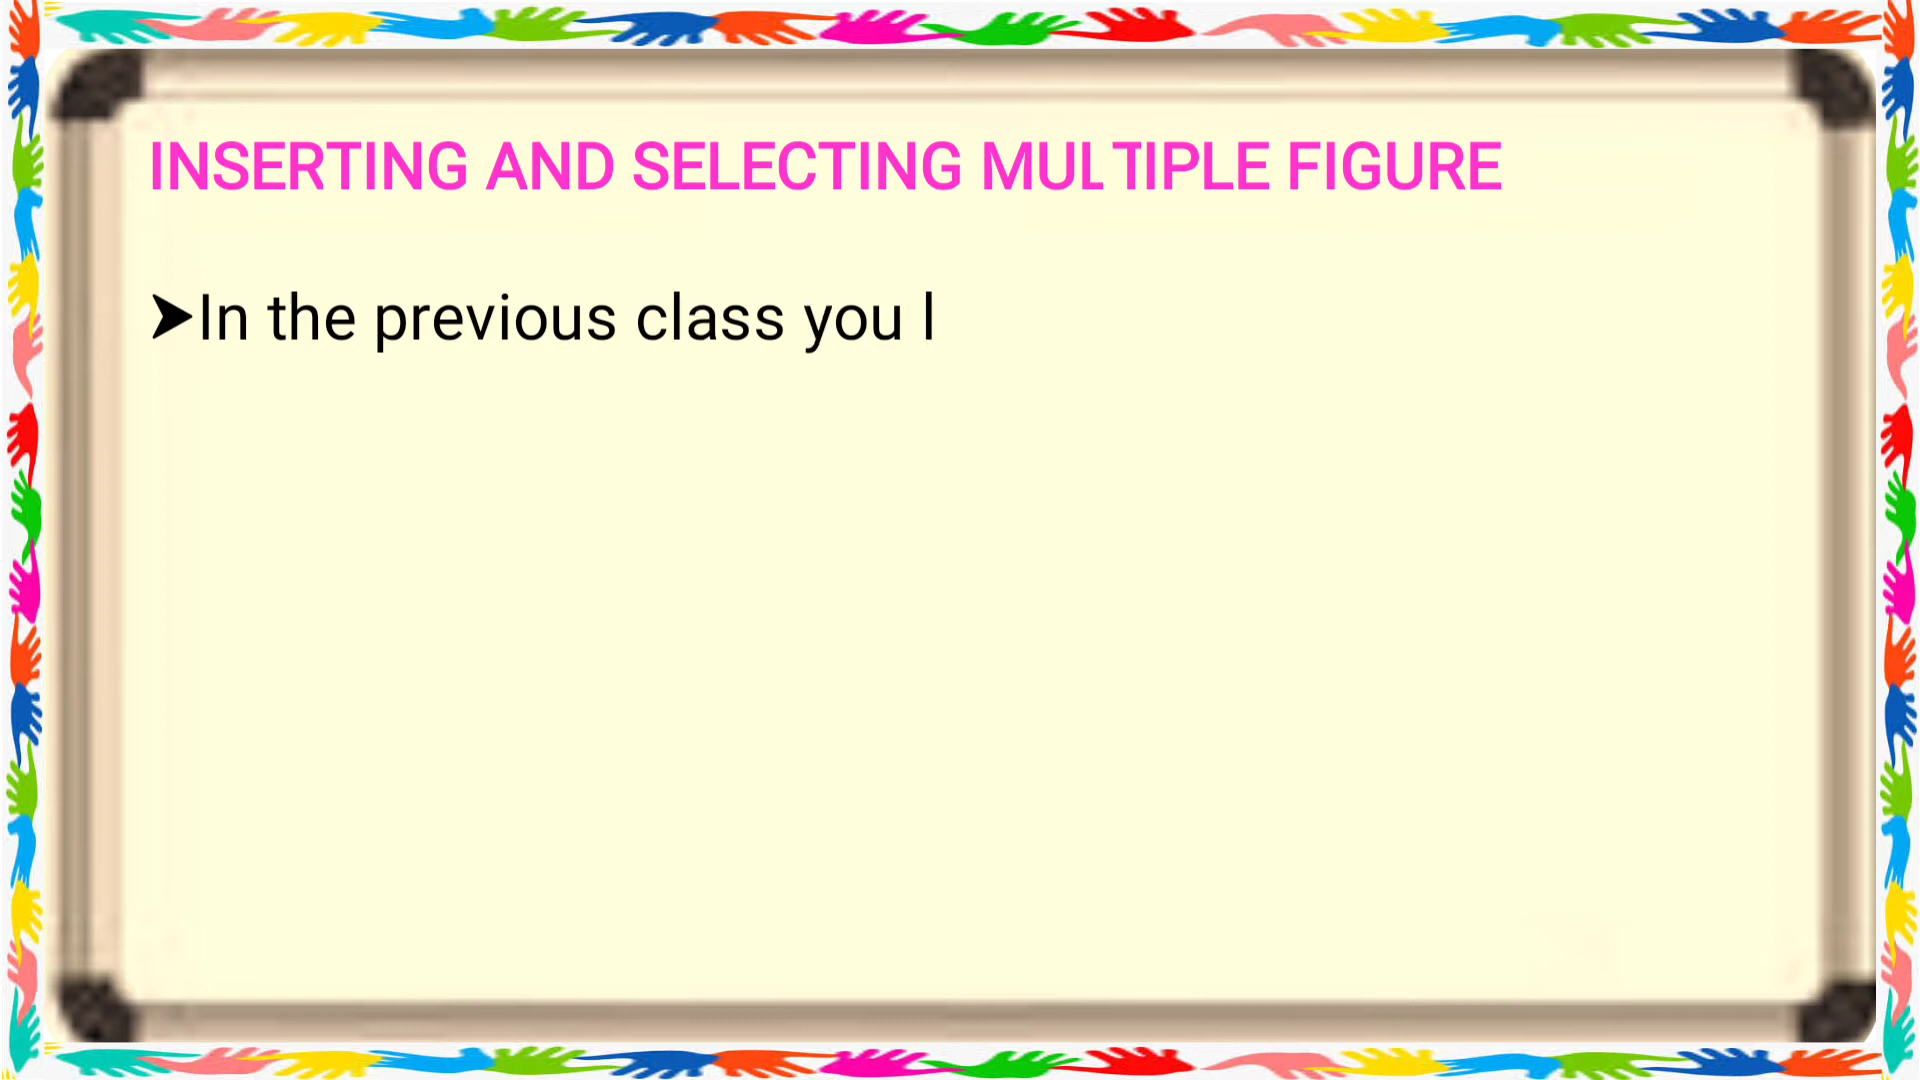 INSERTING AND SELECTING MULTIPLE FIGURE
➤In the previous class you l